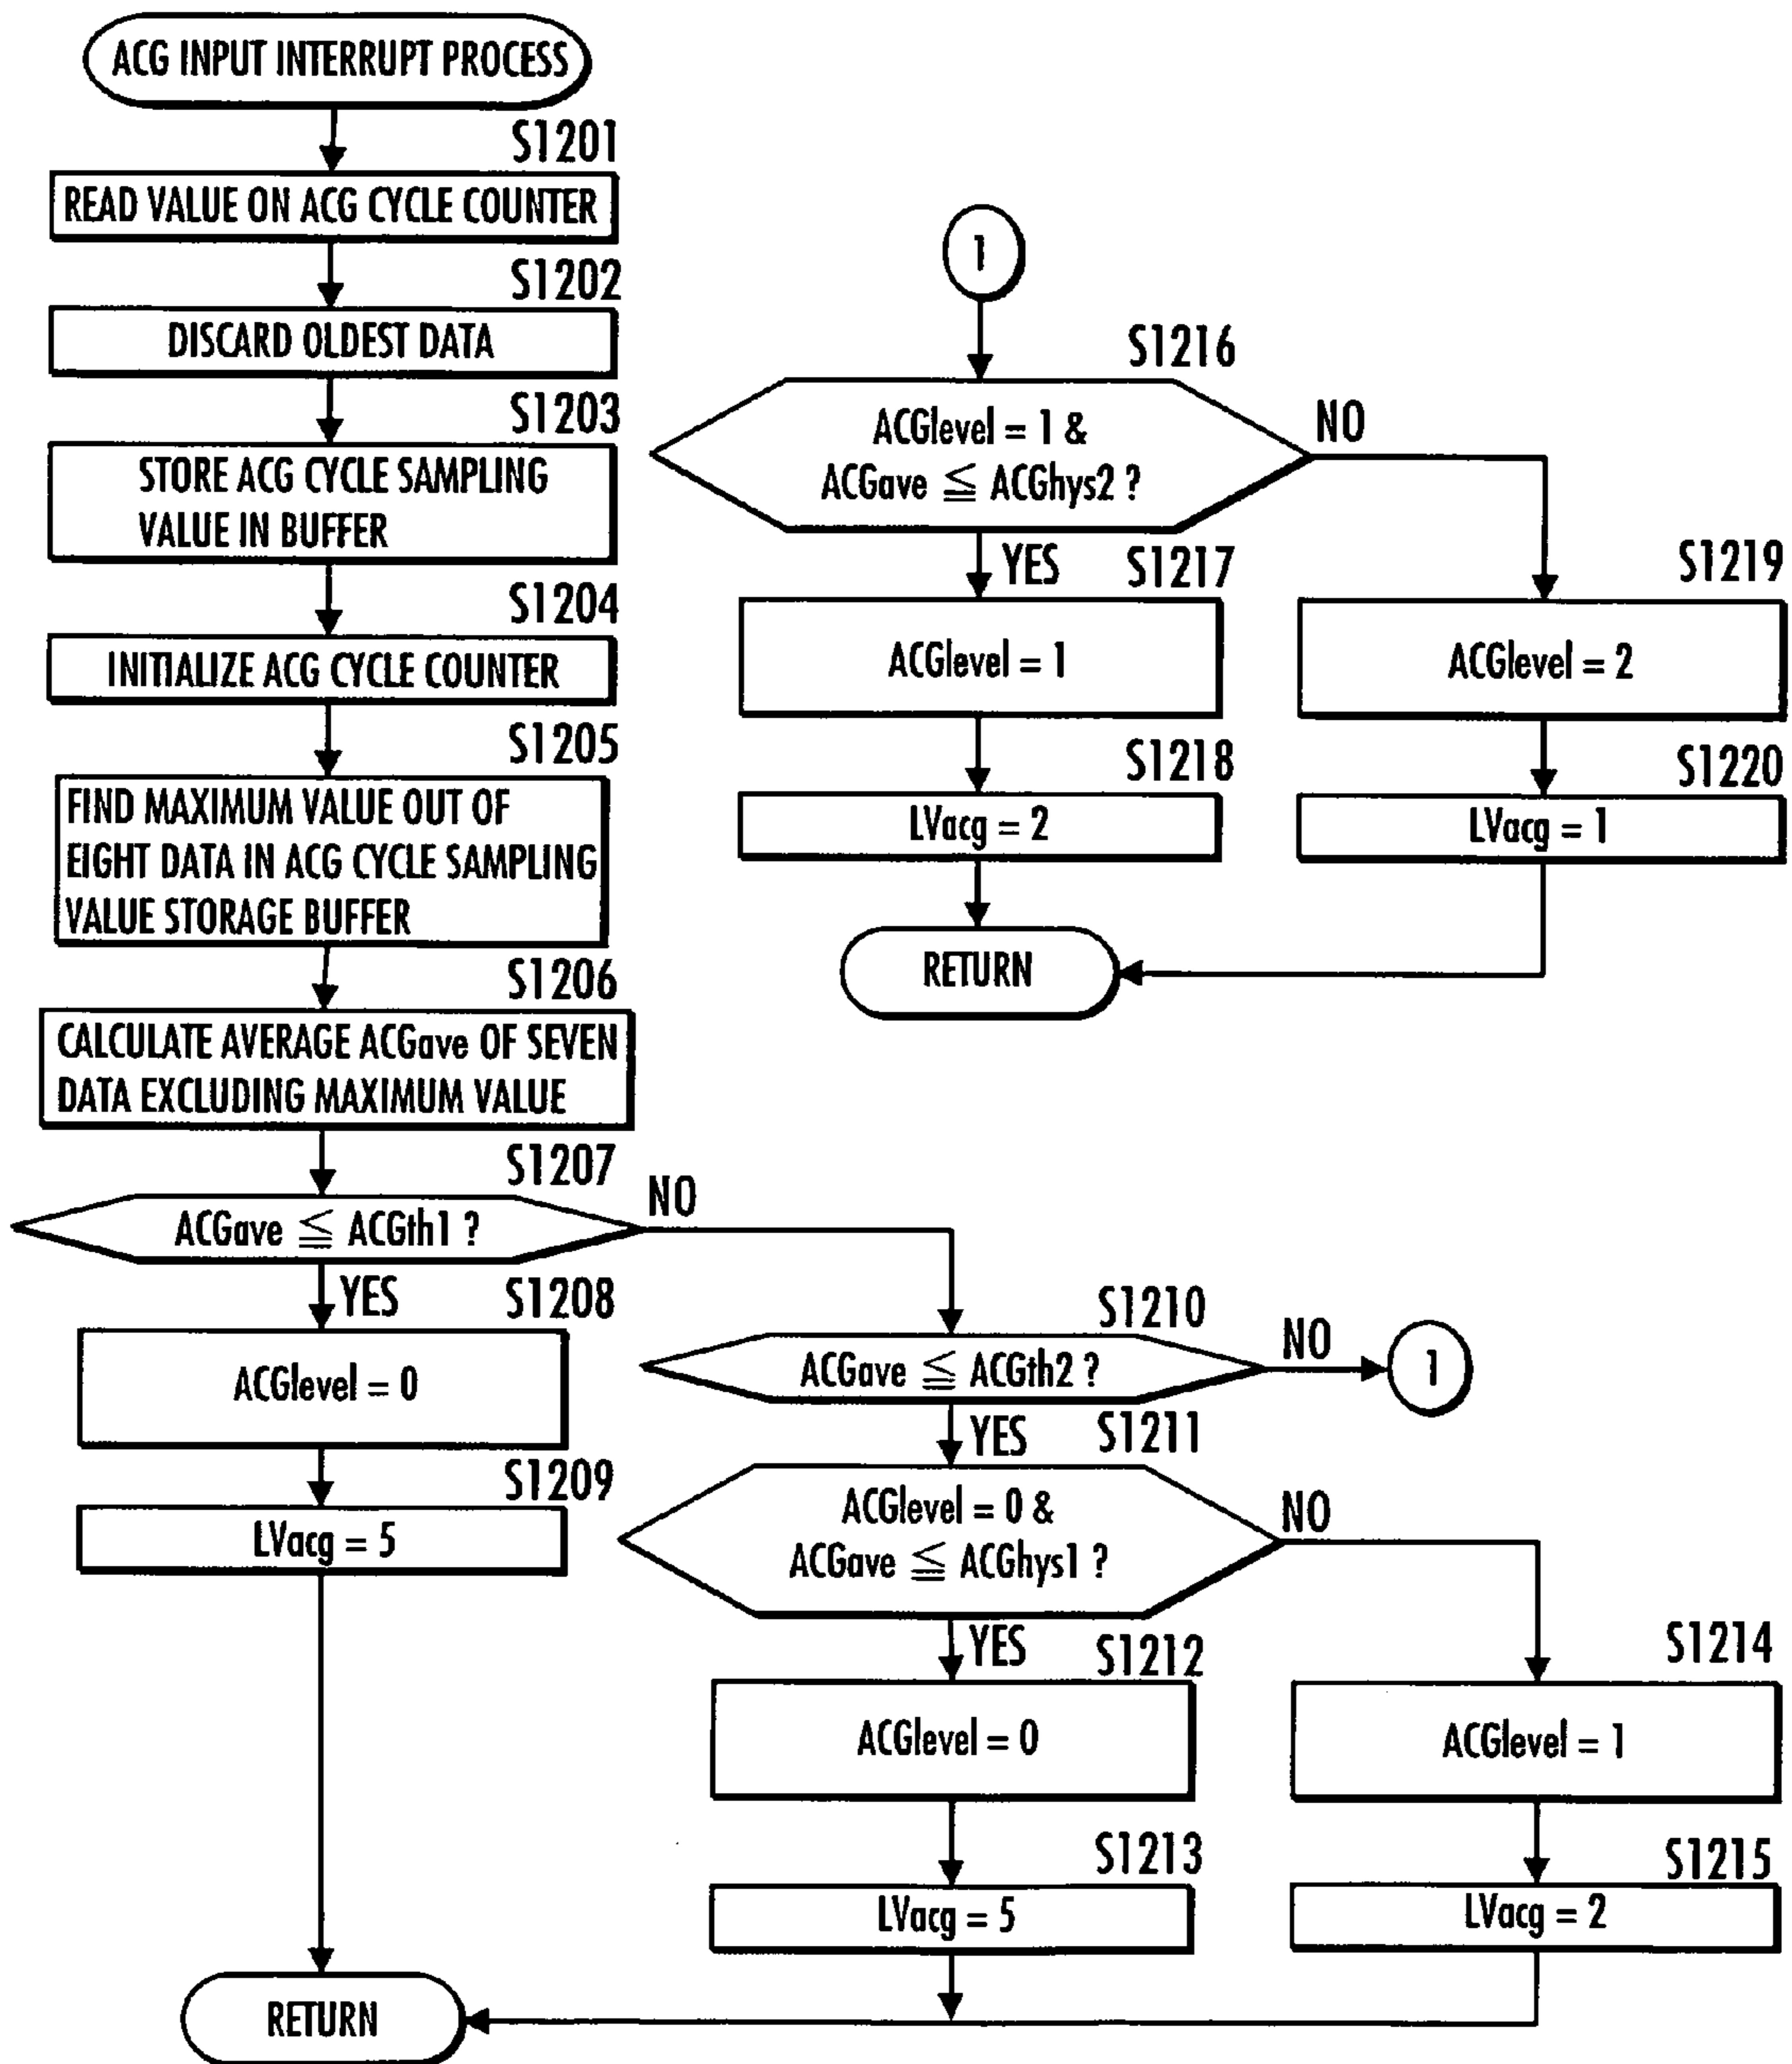 ACG INPUT INTERRUPT PROCESS
S1201
READ VALUE ON ACG CYCLE COUNTER
S1202
DISCARD OLDEST DATA
S1203
STORE ACG CYCLE SAMPLING
VALUE IN BUFFER
S1204
INITIALIZE ACG CYCLE COUNTER
S1205
FIND MAXIMUM VALUE OUT OF
EIGHT DATA IN ACG CYCLE SAMPLING
VALUE STORAGE BUFFER
S1206
CALCULATE AVERAGE ACGave OF SEVEN
DATA EXCLUDING MAXIMUM VALUE
S1207
ACGave ≦ ACGth1 ?
NO
YES
S1208
ACGlevel = 0
S1209
LVacg = 5
RETURN
S1210
ACGave ≦ ACGth2 ?
NO
1
YES
S1211
ACGlevel = 0 &
ACGave ≦ ACGhys1 ?
NO
YES
S1212
ACGlevel = 0
S1213
LVacg = 5
S1214
ACGlevel = 1
S1215
LVacg = 2
1
S1216
ACGlevel = 1 &
ACGave ≦ ACGhys2 ?
NO
YES
S1217
ACGlevel = 1
S1218
LVacg = 2
RETURN
S1219
ACGlevel = 2
S1220
LVacg = 1